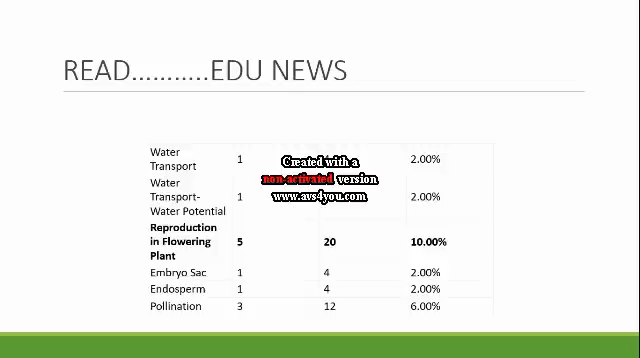 READ...........EDU NEWS
Water
Transport 1 2.00%
Created with a
non-activated version
www.avs4you.com
Water
Transport-
Water Potential 1 2.00%
Reproduction
in Flowering
Plant 5 20 10.00%
Embryo Sac 1 4 2.00%
Endosperm 1 4 2.00%
Pollination 3 12 6.00%